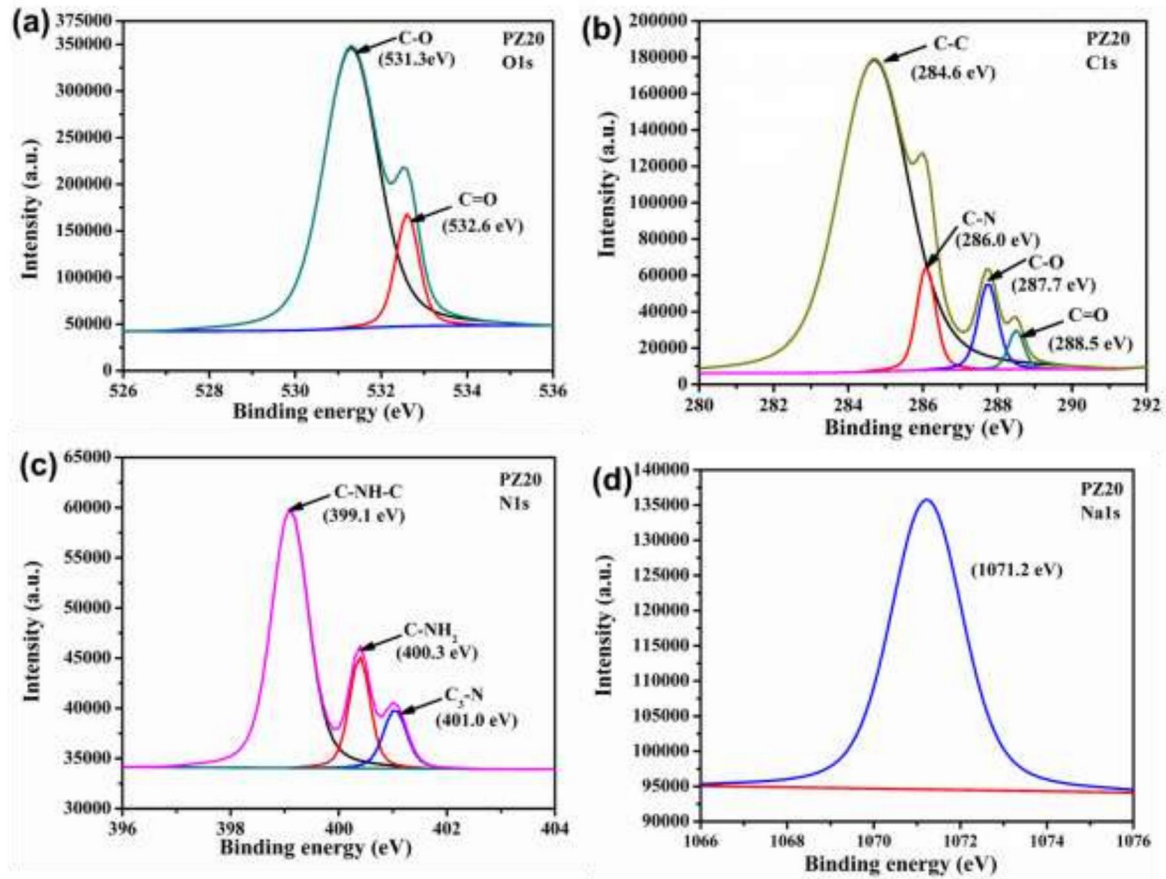 (a)
375000
350000
300000
250000
200000
150000
100000
50000
0
526
528
530
532
534
536
Intensity (a.u.)
Binding energy (eV)
C-O
(531.3eV)
C=O
(532.6 eV)
PZ20
O1s
(b)
200000
180000
160000
140000
120000
100000
80000
60000
40000
20000
0
280
282
284
286
288
290
292
Intensity (a.u.)
Binding energy (eV)
C-C
(284.6 eV)
C-N
(286.0 eV)
C-O
(287.7 eV)
C=O
(288.5 eV)
PZ20
C1s
(c)
65000
60000
55000
50000
45000
40000
35000
30000
396
398
400
402
404
Intensity (a.u.)
Binding energy (eV)
C-NH-C
(399.1 eV)
C-NH₂
(400.3 eV)
C₃-N
(401.0 eV)
PZ20
N1s
(d)
140000
135000
130000
125000
120000
115000
110000
105000
100000
95000
90000
1066
1068
1070
1072
1074
1076
Intensity (a.u.)
Binding energy (eV)
(1071.2 eV)
PZ20
Na1s